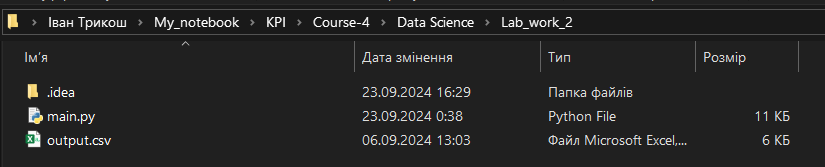 Іван Трикош > My_notebook > KPI > Course-4 > Data Science > Lab_work_2
Ім'я Дата змінення Тип Розмір
.idea 23.09.2024 16:29 Папка файлів
main.py 23.09.2024 0:38 Python File 11 КБ
output.csv 06.09.2024 13:03 Файл Microsoft Excel,... 6 КБ